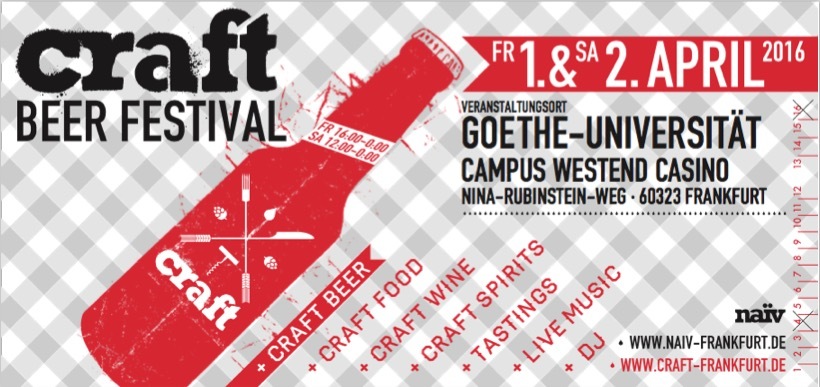 craft
BEER FESTIVAL
FR 1. & SA 2. APRIL 2016
VERANSTALTUNGSORT
GOETHE-UNIVERSITÄT
CAMPUS WESTEND CASINO
NINA-RUBINSTEIN-WEG · 60323 FRANKFURT
FR 16:00-0:00
SA 12:00-0:00
craft
+ CRAFT BEER
× CRAFT FOOD
× CRAFT WINE
× CRAFT SPIRITS
× TASTINGS
× LIVE MUSIC
× DJ
naïv
• WWW.NAIV-FRANKFURT.DE
• WWW.CRAFT-FRANKFURT.DE
1 2 3 4 5 6 7 8 9 10 11 12 13 14 15 16